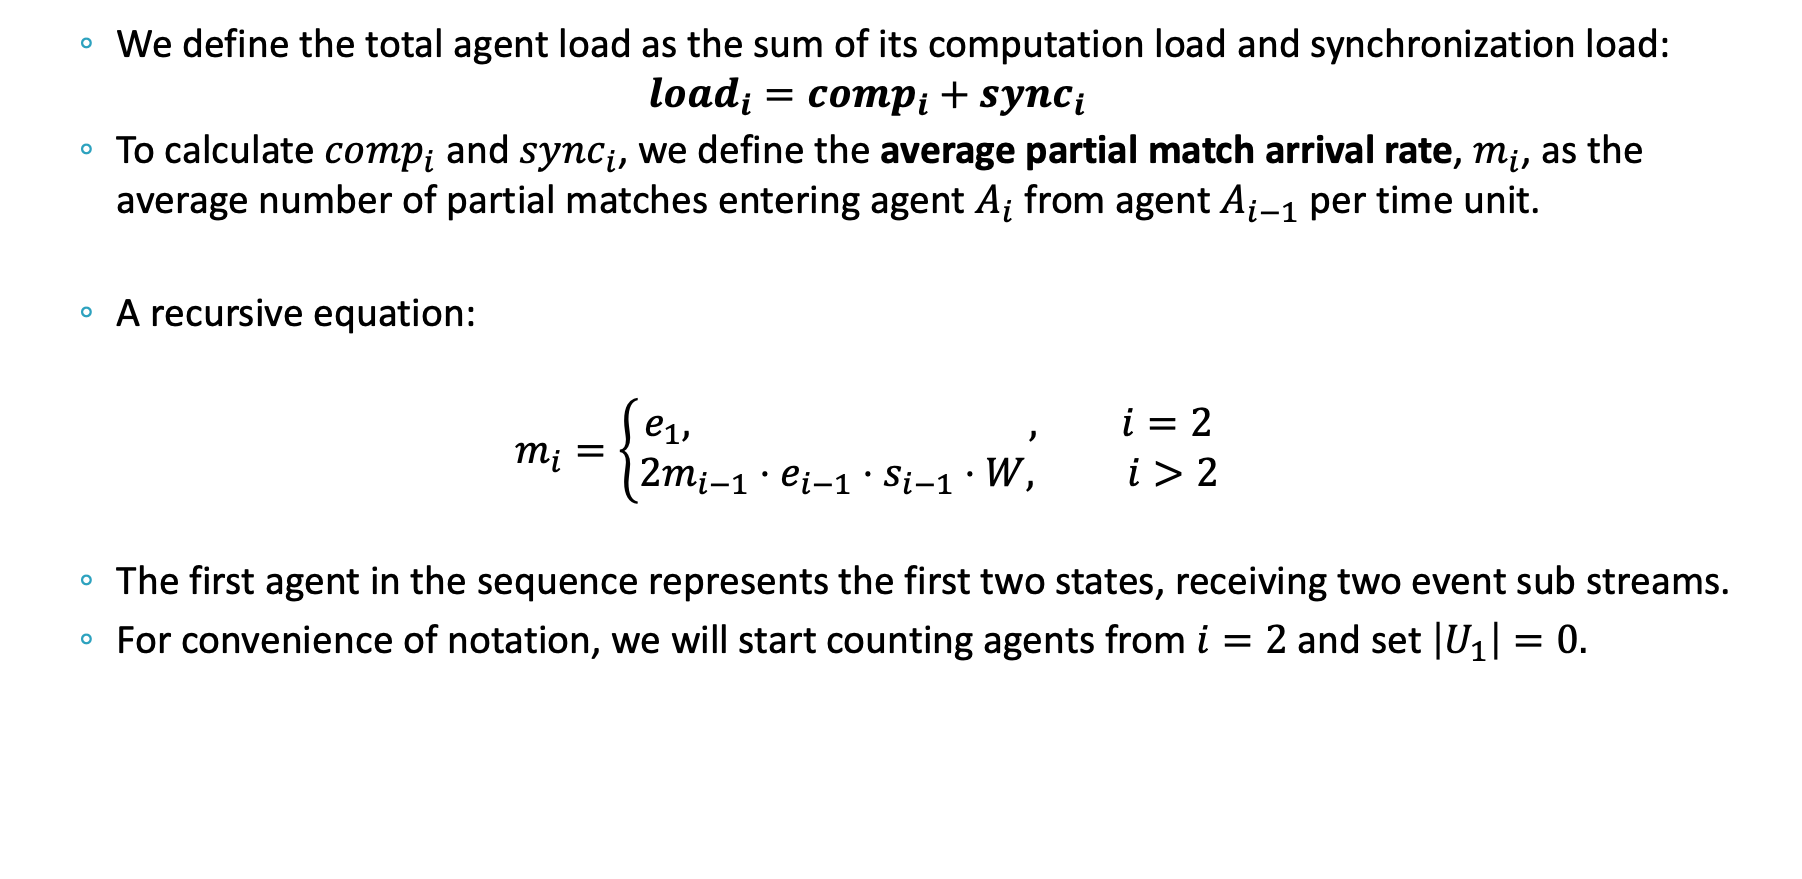 ◦ We define the total agent load as the sum of its computation load and synchronization load:
load_i = comp_i + sync_i
◦ To calculate comp_i and sync_i, we define the average partial match arrival rate, m_i, as the
average number of partial matches entering agent A_i from agent A_{i−1} per time unit.
◦ A recursive equation:
m_i = { e_1, , i = 2
2m_{i−1} · e_{i−1} · s_{i−1} · W, i > 2
◦ The first agent in the sequence represents the first two states, receiving two event sub streams.
◦ For convenience of notation, we will start counting agents from i = 2 and set |U_1| = 0.